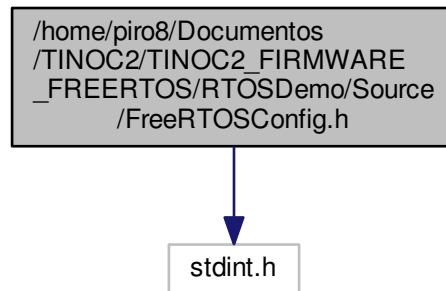 /home/piro8/Documentos
/TINOC2/TINOC2_FIRMWARE
_FREERTOS/RTOSDemo/Source
/FreeRTOSConfig.h
stdint.h